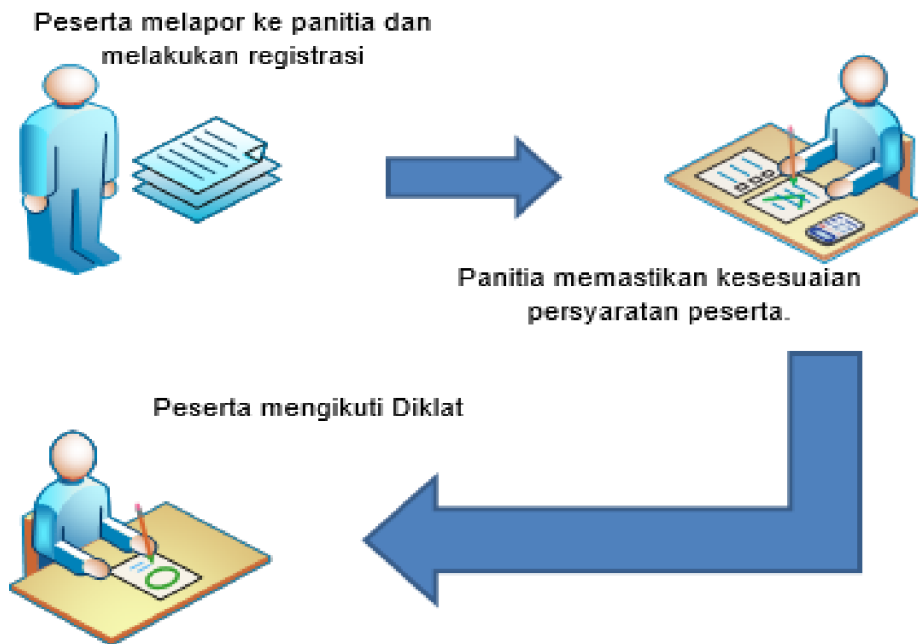 Peserta melapor ke panitia dan
melakukan registrasi
Panitia memastikan kesesuaian
persyaratan peserta.
Peserta mengikuti Diklat